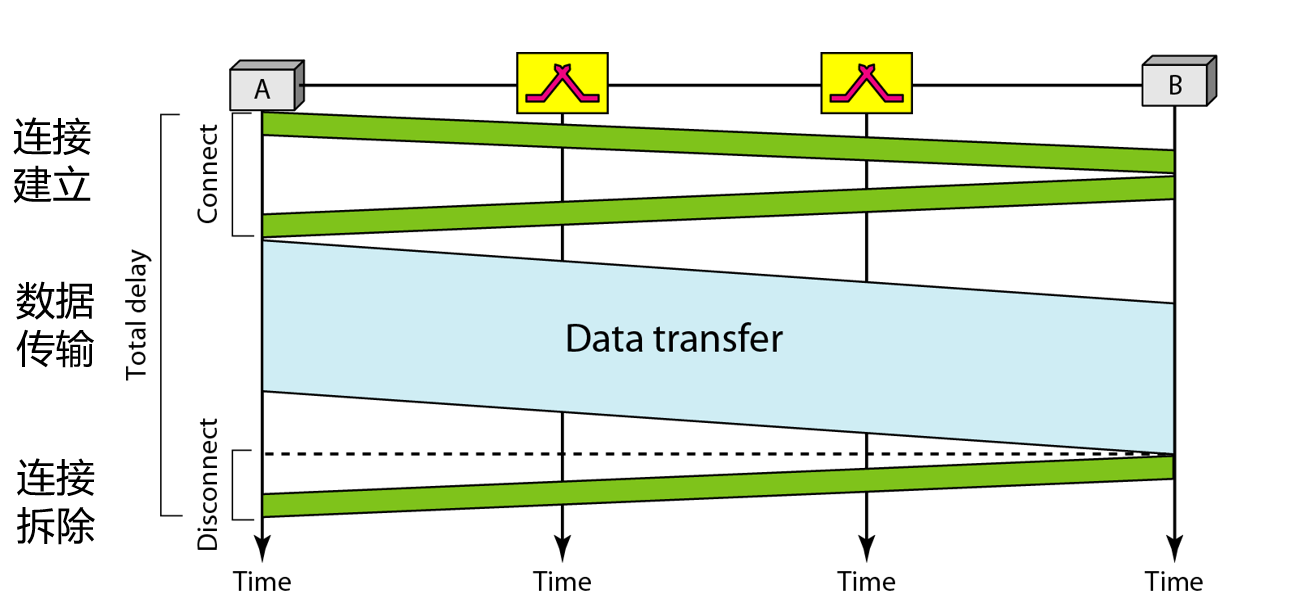 A
B
连接
建立
Connect
数据
传输
Total delay
Data transfer
连接
拆除
Disconnect
Time
Time
Time
Time